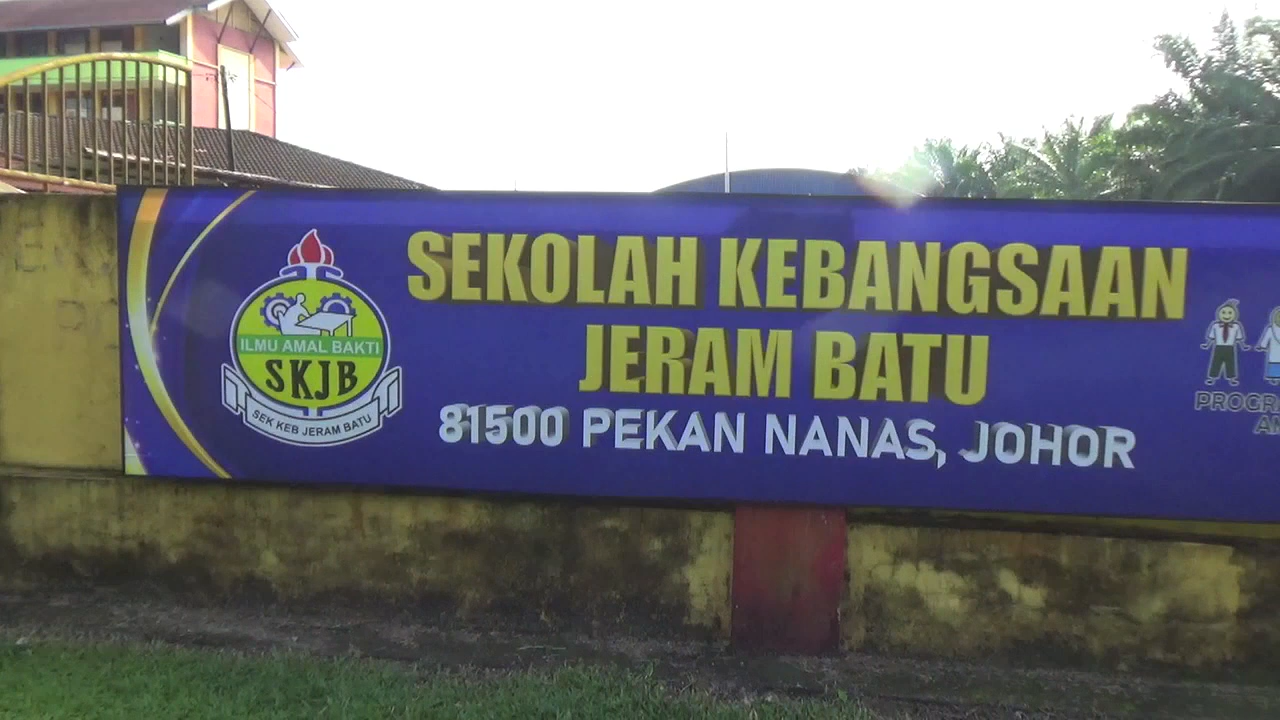 ILMU AMAL BAKTI
SKJB
SEK KEB JERAM BATU
SEKOLAH KEBANGSAAN
JERAM BATU
81500 PEKAN NANAS, JOHOR